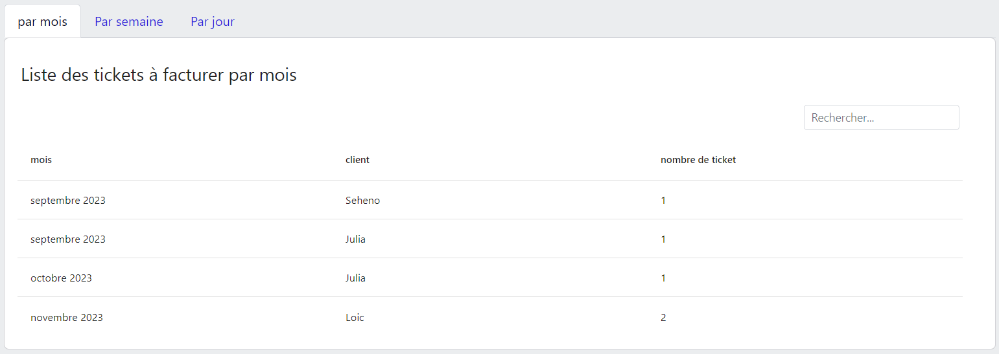 par mois Par semaine Par jour
Liste des tickets à facturer par mois
Rechercher...
mois client nombre de ticket
septembre 2023 Seheno 1
septembre 2023 Julia 1
octobre 2023 Julia 1
novembre 2023 Loic 2